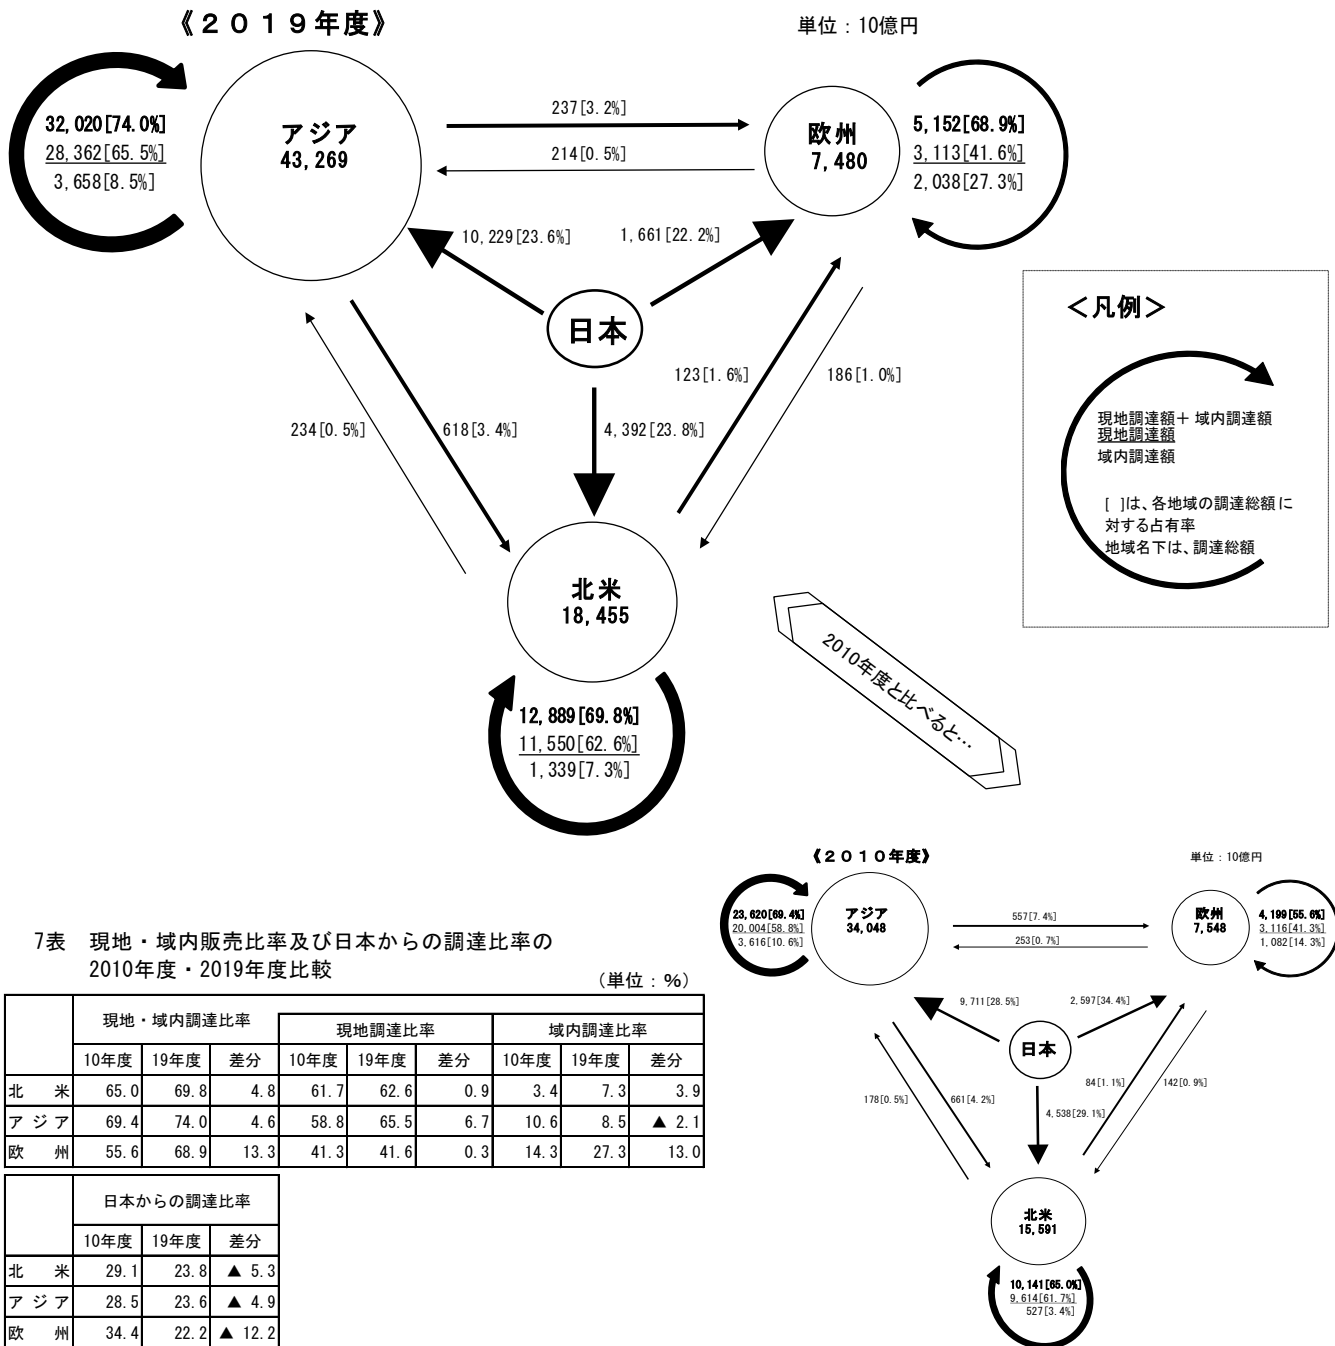 《２０１９年度》
単位：10億円
32,020[74.0%]
28,362[65.5%]
3,658[8.5%]
アジア
43,269
237[3.2%]
214[0.5%]
欧州
7,480
5,152[68.9%]
3,113[41.6%]
2,038[27.3%]
10,229[23.6%]
1,661[22.2%]
日本
234[0.5%]
618[3.4%]
4,392[23.8%]
123[1.6%]
186[1.0%]
北米
18,455
12,889[69.8%]
11,550[62.6%]
1,339[7.3%]
＜凡例＞
現地調達額＋域内調達額
現地調達額
域内調達額
[ ]は、各地域の調達総額に
対する占有率
地域名下は、調達総額
2010年度と比べると…
《２０１０年度》
単位：10億円
23,620[69.4%]
20,004[58.8%]
3,616[10.6%]
アジア
34,048
557[7.4%]
253[0.7%]
欧州
7,548
4,199[55.6%]
3,116[41.3%]
1,082[14.3%]
9,711[28.5%]
2,597[34.4%]
日本
178[0.5%]
661[4.2%]
4,538[29.1%]
84[1.1%]
142[0.9%]
北米
15,591
10,141[65.0%]
9,614[61.7%]
527[3.4%]
7表 現地・域内販売比率及び日本からの調達比率の
2010年度・2019年度比較
（単位：%）
現地・域内調達比率
現地調達比率 域内調達比率
10年度 19年度 差分 10年度 19年度 差分 10年度 19年度 差分
北米 65.0 69.8 4.8 61.7 62.6 0.9 3.4 7.3 3.9
アジア 69.4 74.0 4.6 58.8 65.5 6.7 10.6 8.5 ▲ 2.1
欧州 55.6 68.9 13.3 41.3 41.6 0.3 14.3 27.3 13.0
日本からの調達比率
10年度 19年度 差分
北米 29.1 23.8 ▲ 5.3
アジア 28.5 23.6 ▲ 4.9
欧州 34.4 22.2 ▲ 12.2